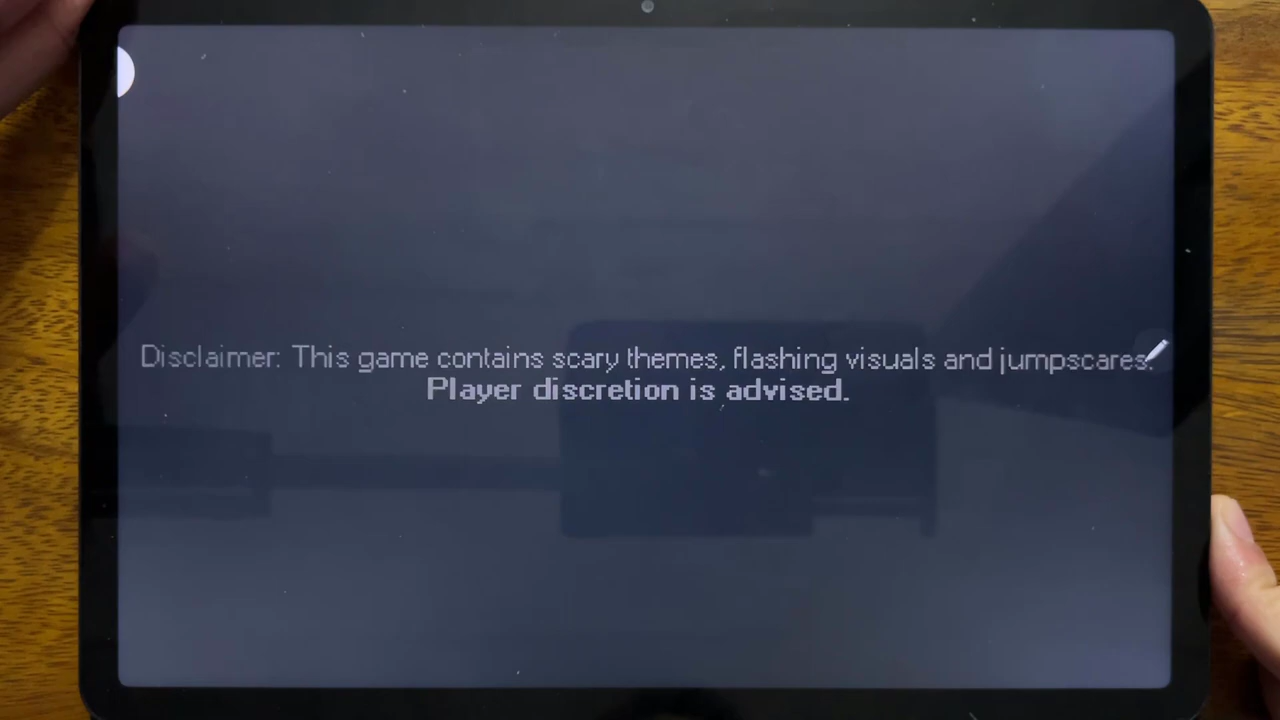 Disclaimer: This game contains scary themes, flashing visuals and jumpscares.
Player discretion is advised.